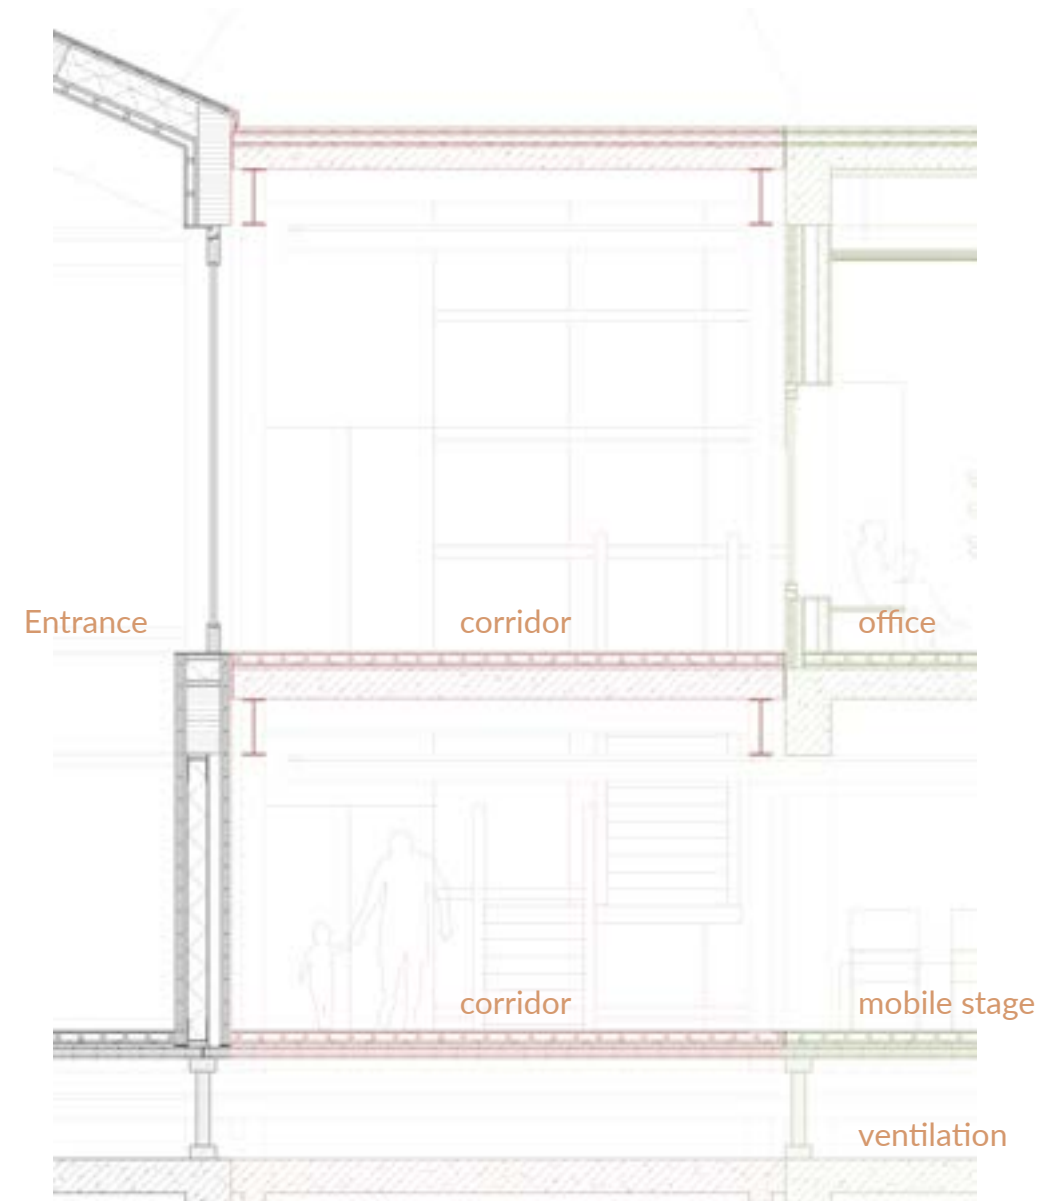 Entrance
corridor
office
corridor
mobile stage
ventilation